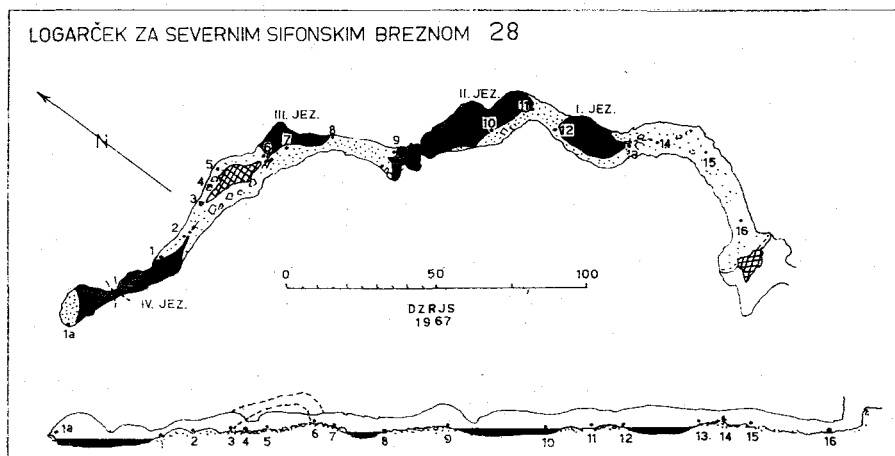 LOGARČEK ZA SEVERNIM SIFONSKIM BREZNOM 28
N
II. JEZ.
III. JEZ.
I. JEZ.
11
10
12
8
7
6
9
14
15
5
4
3
13
2
1
16
IV. JEZ.
1a
0 50 100
DZRJS
1967
1a 1 2 3 4 5 6 7 8 9 10 11 12 13. 14 15 16